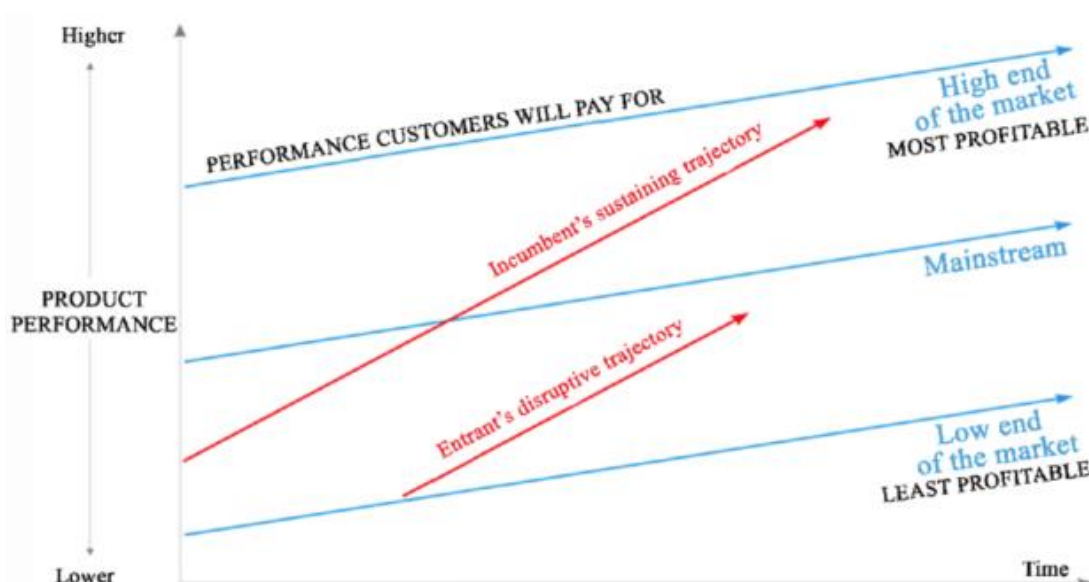 Higher
PERFORMANCE CUSTOMERS WILL PAY FOR
High end
of the market
MOST PROFITABLE
Incumbent's sustaining trajectory
Mainstream
PRODUCT
PERFORMANCE
Entrant's disruptive trajectory
Low end
of the market
LEAST PROFITABLE
Lower
Time